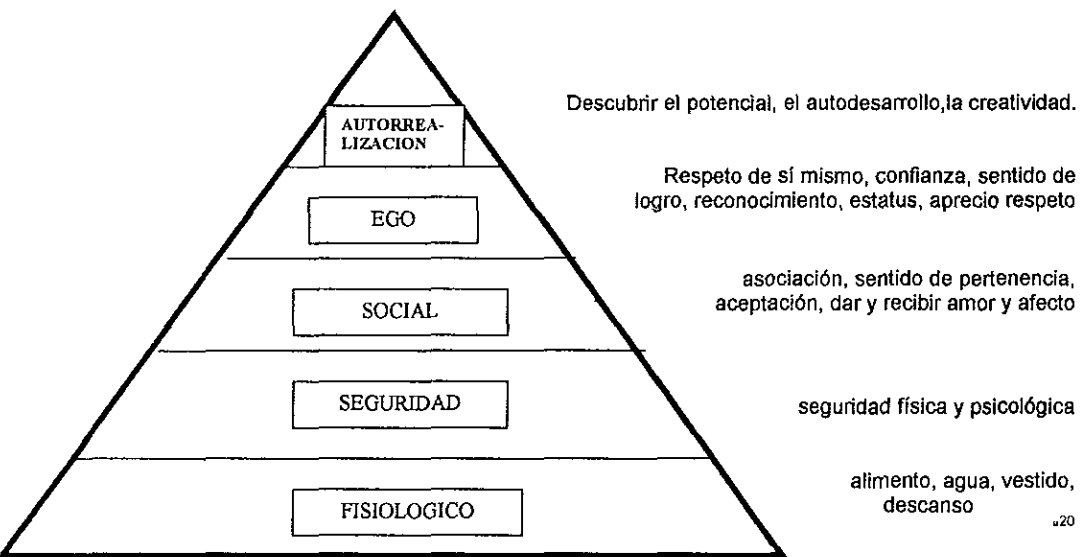 Descubrir el potencial, el autodesarrollo,la creatividad.
AUTORREA-
LIZACION
Respeto de sí mismo, confianza, sentido de
logro, reconocimiento, estatus, aprecio respeto
EGO
asociación, sentido de pertenencia,
aceptación, dar y recibir amor y afecto
SOCIAL
seguridad física y psicológica
SEGURIDAD
alimento, agua, vestido,
descanso
FISIOLOGICO
20